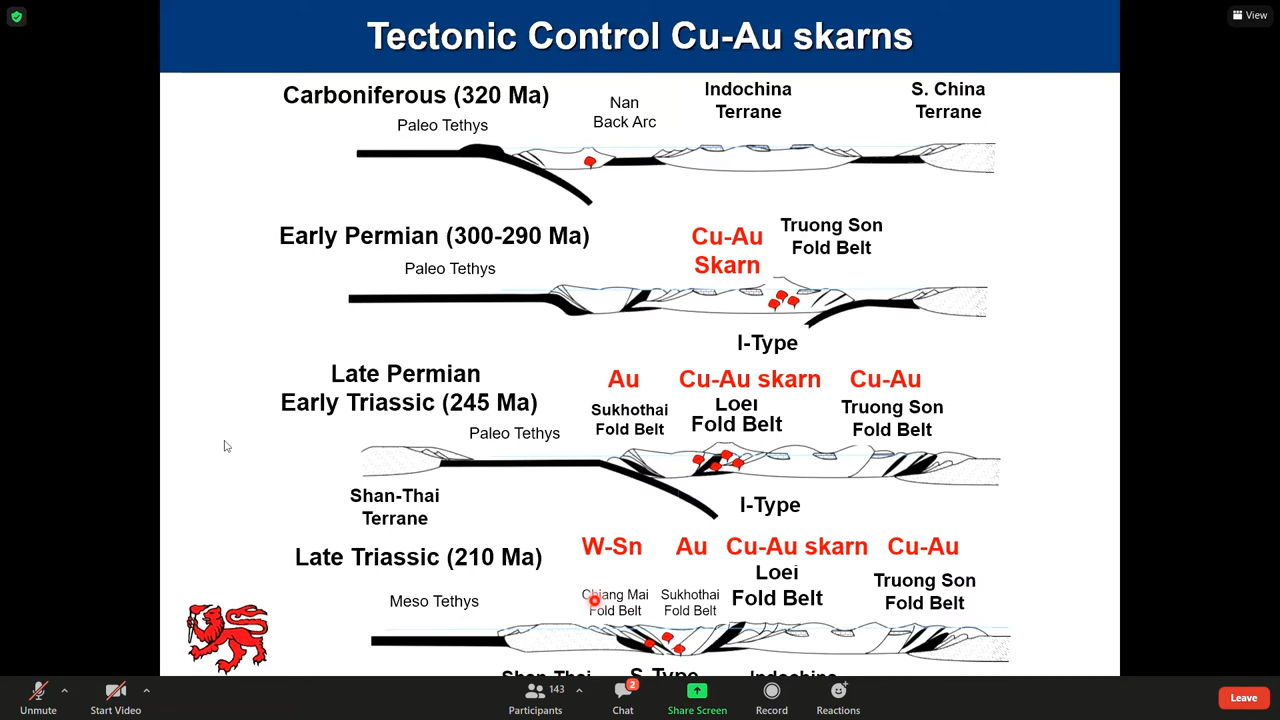 View
Tectonic Control Cu-Au skarns
Carboniferous (320 Ma)
Paleo Tethys
Nan
Back Arc
Indochina
Terrane
S. China
Terrane
Early Permian (300-290 Ma)
Paleo Tethys
Cu-Au
Skarn
Truong Son
Fold Belt
I-Type
Late Permian
Early Triassic (245 Ma)
Paleo Tethys
Au
Sukhothai
Fold Belt
Cu-Au skarn
Loei
Fold Belt
Cu-Au
Truong Son
Fold Belt
Shan-Thai
Terrane
I-Type
Late Triassic (210 Ma)
Meso Tethys
W-Sn
Chiang Mai
Fold Belt
Au
Sukhothai
Fold Belt
Cu-Au skarn
Loei
Fold Belt
Cu-Au
Truong Son
Fold Belt
Shan-Thai
S-Type
Indochina
Unmute
Start Video
143
Participants
2
Chat
Share Screen
Record
Reactions
Leave